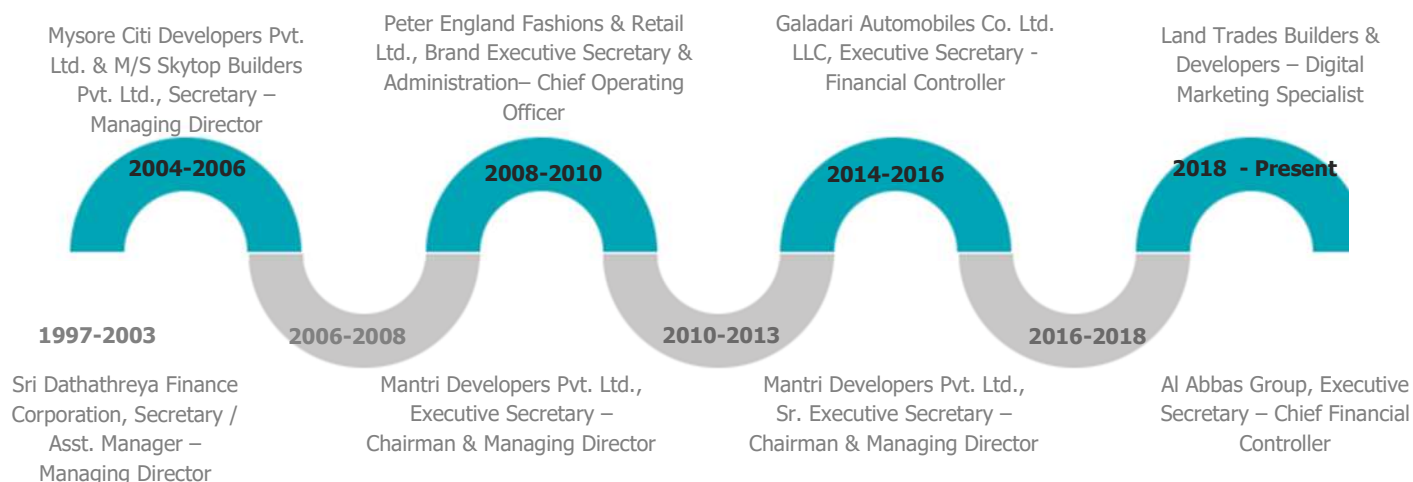 Mysore Citi Developers Pvt.
Ltd. & M/S Skytop Builders
Pvt. Ltd., Secretary –
Managing Director
2004-2006
Peter England Fashions & Retail
Ltd., Brand Executive Secretary &
Administration– Chief Operating
Officer
2008-2010
Galadari Automobiles Co. Ltd.
LLC, Executive Secretary -
Financial Controller
2014-2016
Land Trades Builders &
Developers – Digital
Marketing Specialist
2018 - Present
1997-2003
Sri Dathathreya Finance
Corporation, Secretary /
Asst. Manager –
Managing Director
2006-2008
Mantri Developers Pvt. Ltd.,
Executive Secretary –
Chairman & Managing Director
2010-2013
Mantri Developers Pvt. Ltd.,
Sr. Executive Secretary –
Chairman & Managing Director
2016-2018
Al Abbas Group, Executive
Secretary – Chief Financial
Controller